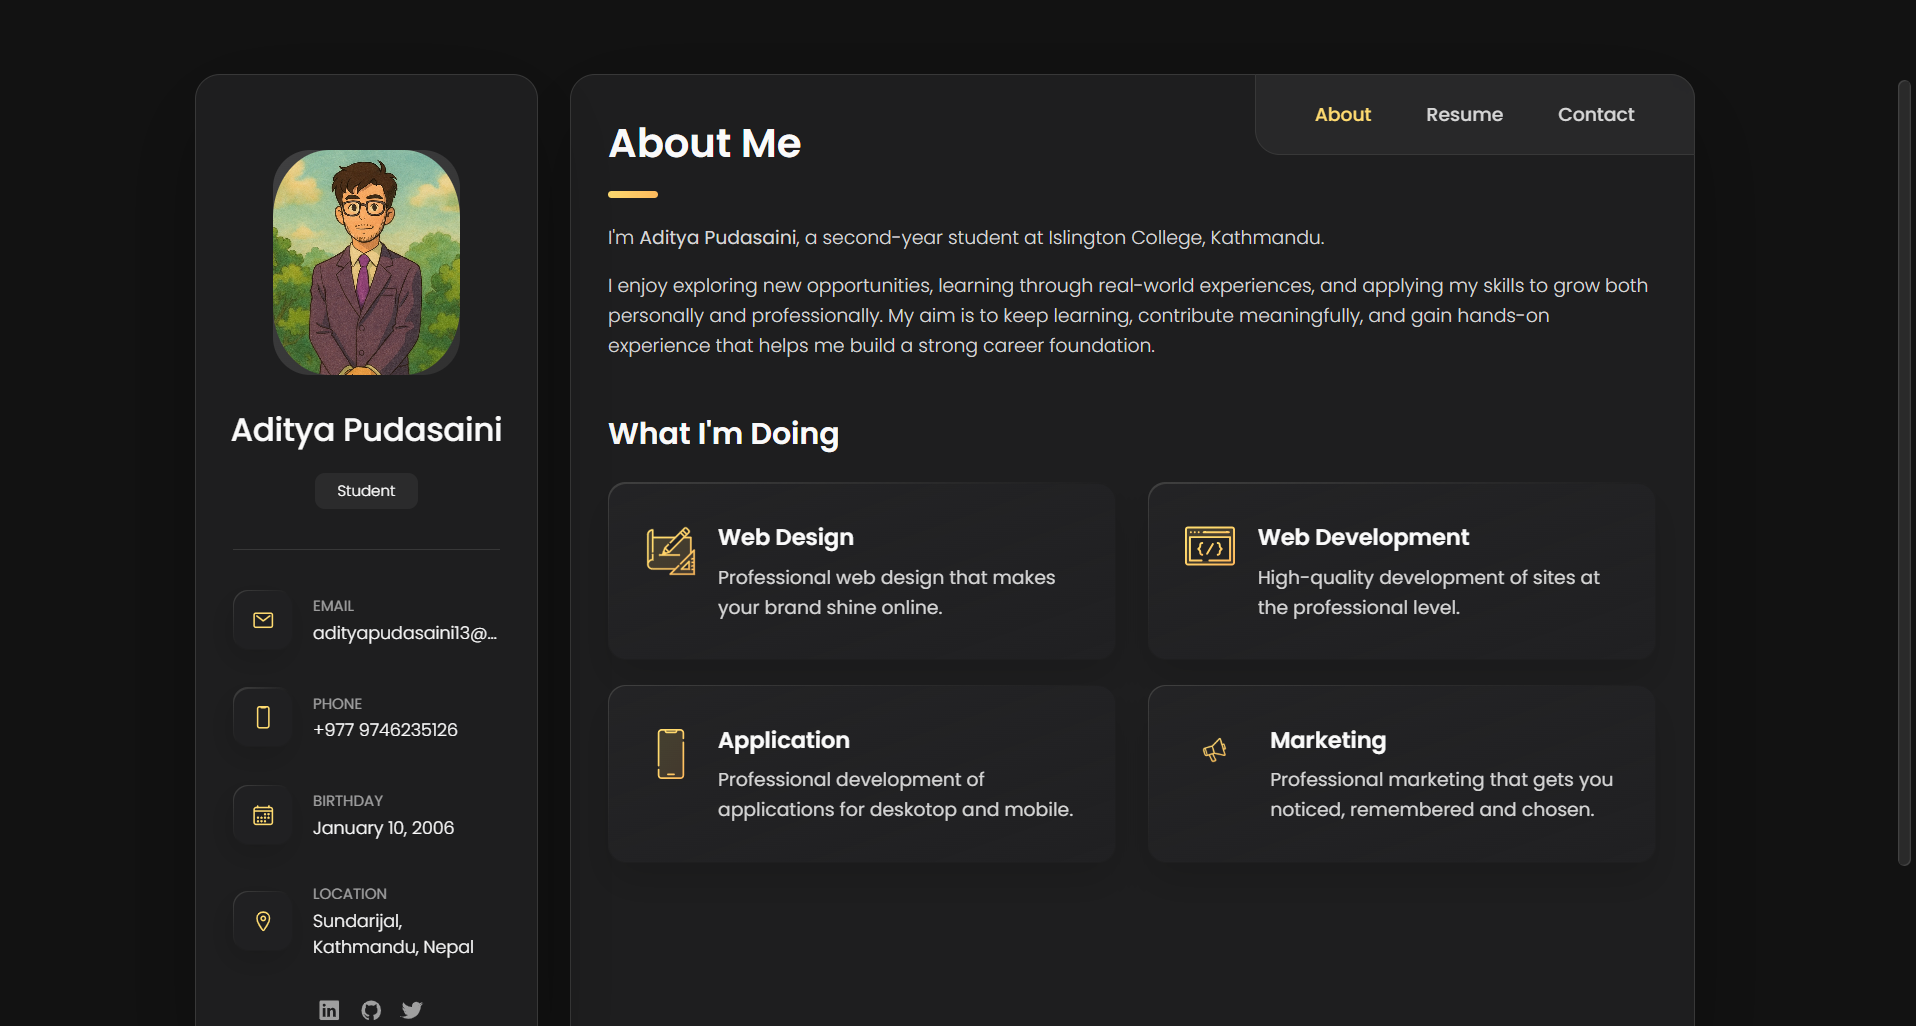 Aditya Pudasaini
Student
EMAIL
adityapudasaini13@...
PHONE
+977 9746235126
BIRTHDAY
January 10, 2006
LOCATION
Sundarijal,
Kathmandu, Nepal
in
About
Resume
Contact
About Me
I'm Aditya Pudasaini, a second-year student at Islington College, Kathmandu.
I enjoy exploring new opportunities, learning through real-world experiences, and applying my skills to grow both
personally and professionally. My aim is to keep learning, contribute meaningfully, and gain hands-on
experience that helps me build a strong career foundation.
What I'm Doing
Web Design
Professional web design that makes
your brand shine online.
Web Development
High-quality development of sites at
the professional level.
Application
Professional development of
applications for deskotop and mobile.
Marketing
Professional marketing that gets you
noticed, remembered and chosen.